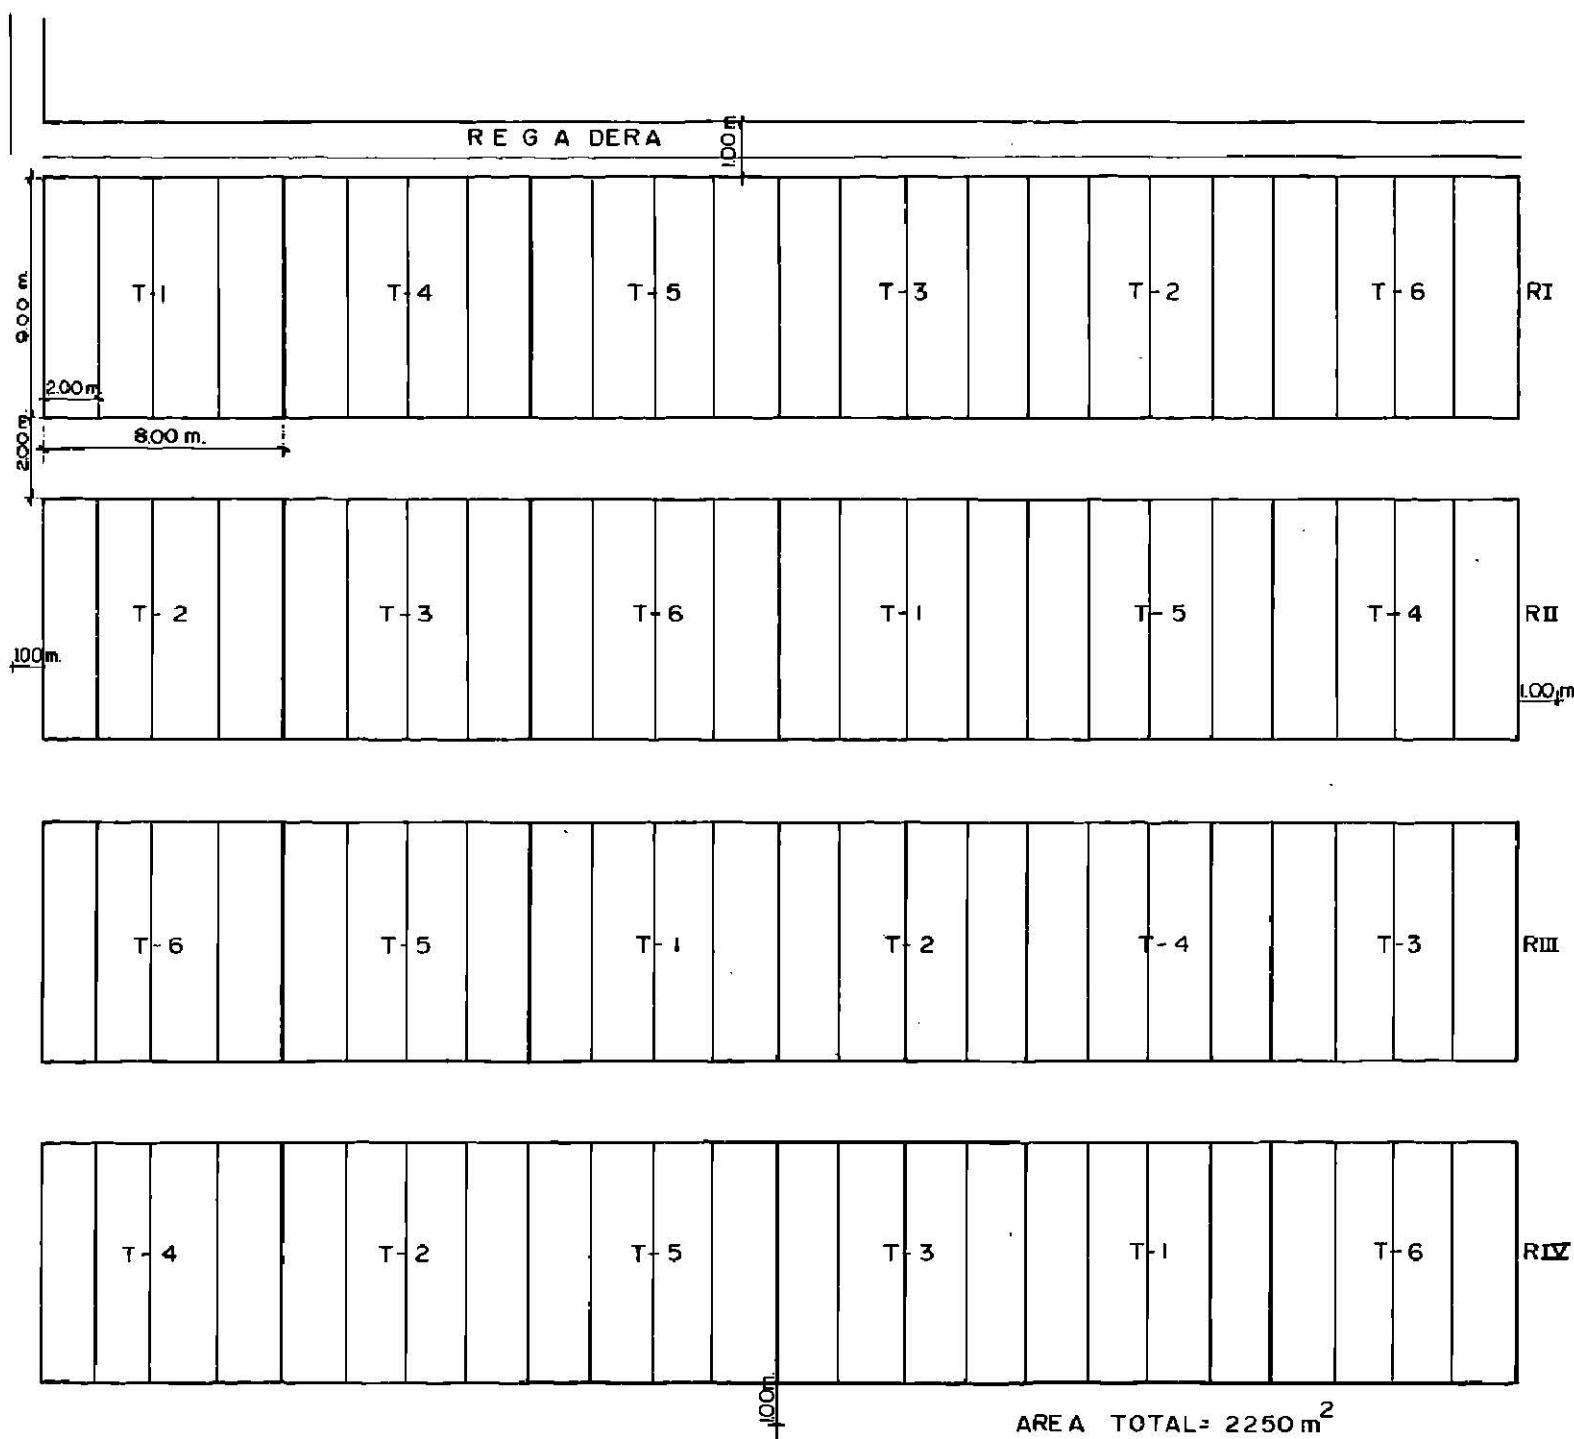 REGADERA
1.00 m.
T-1 T-4 T-5 T-3 T-2 T-6 RI
9.00 m.
2.00 m.
8.00 m.
2.00 m.
T-2 T-3 T-6 T-1 T-5 T-4 RII
1.00 m.
1.00 m
T-6 T-5 T-1 T-2 T-4 T-3 RIII
T-4 T-2 T-5 T-3 T-1 T-6 RIV
1.00 m.
AREA TOTAL= 2250 m²